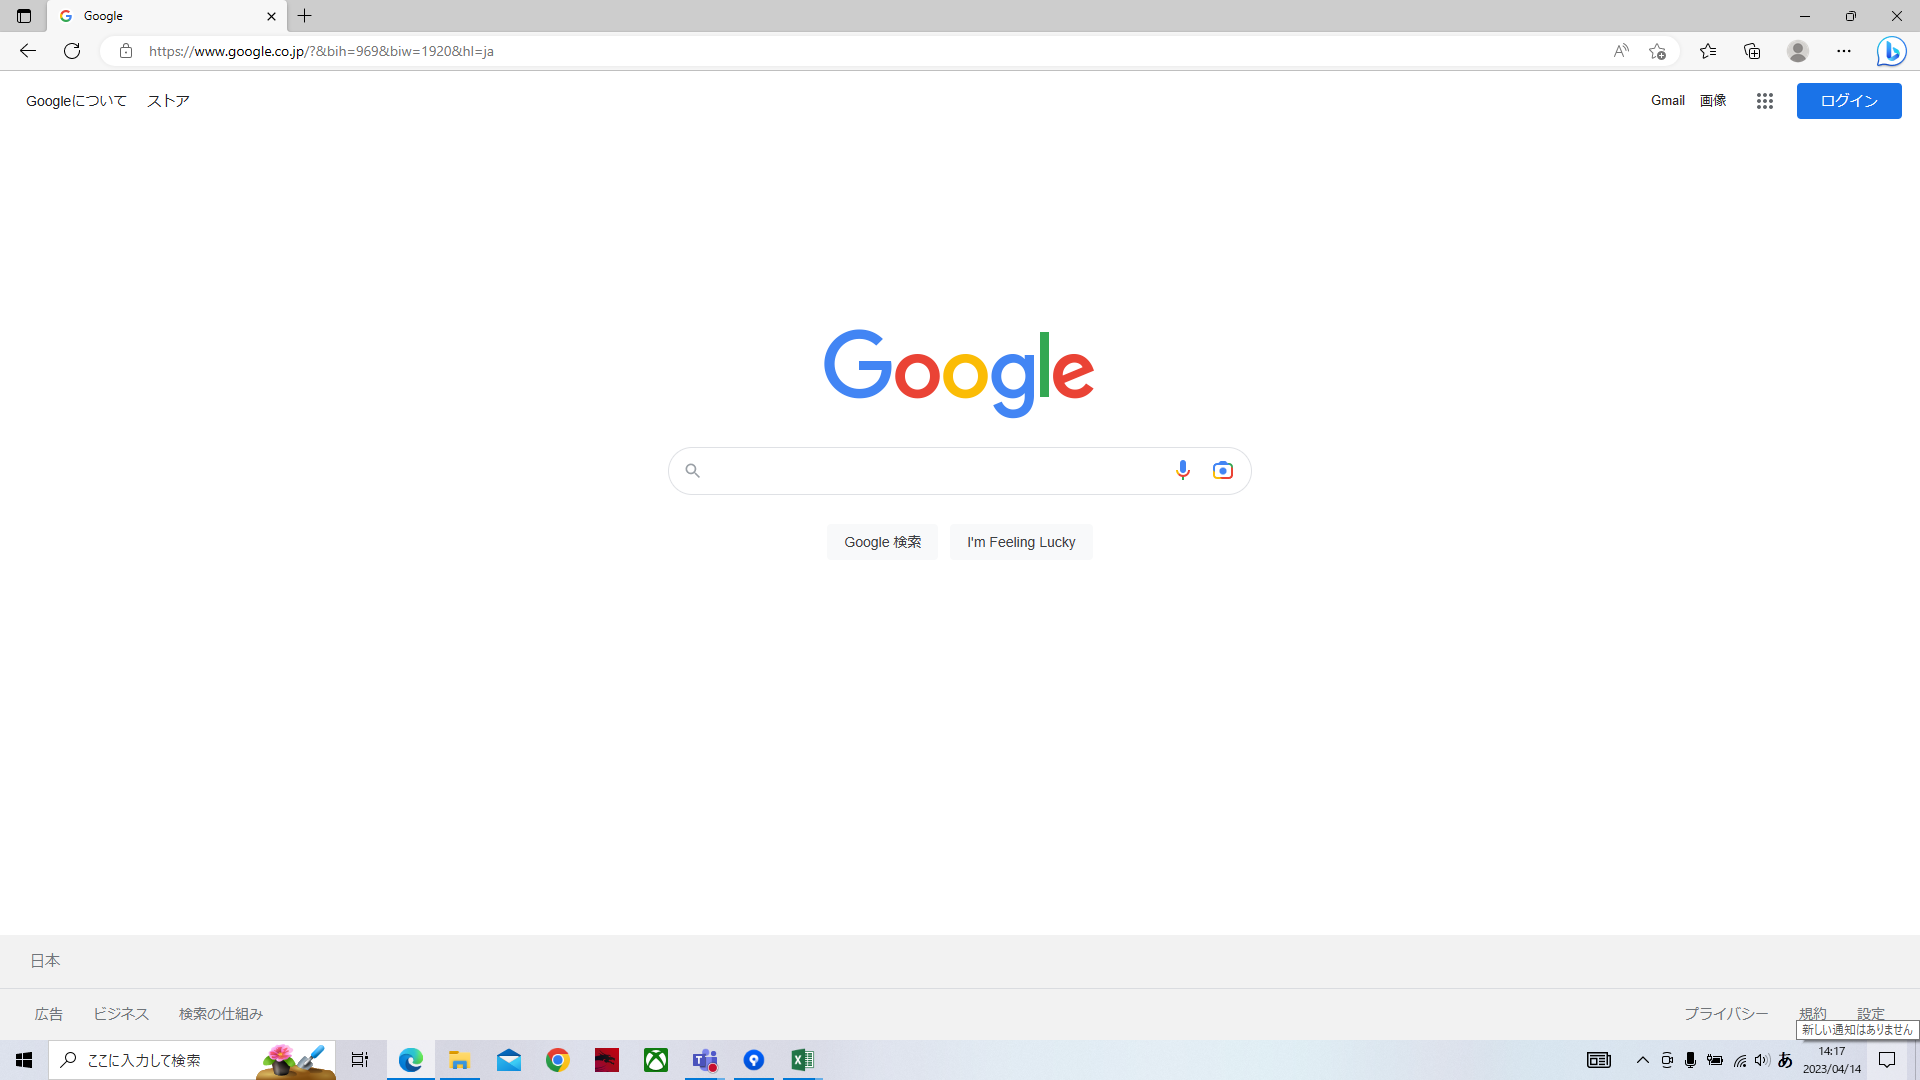 Google
https://www.google.co.jp/?&bih=969&biw=1920&hl=ja
Googleについて ストア
Gmail 画像 ログイン
Google
Google 検索 I'm Feeling Lucky
日本
広告 ビジネス 検索の仕組み プライバシー 規約 設定
新しい通知はありません
ここに入力して検索
あ
14:17
2023/04/14